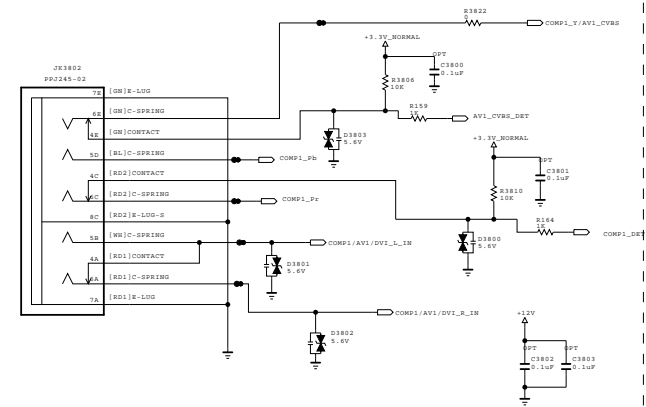 R3822
0
COMP1_Y/AV1_CVBS
+3.3V_NORMAL
OPT
C3800
0.1uF
JK3802
PPJ245-02
R3806
10K
7E [GN]E-LUG
R159
1K
AV1_CVBS_DET
6E [GN]C-SPRING
4E [GN]CONTACT
D3803
5.6V
+3.3V_NORMAL
5D [BL]C-SPRING
COMP1_Pb
OPT
C3801
0.1uF
4C [RD2]CONTACT
R3810
10K
5C [RD2]C-SPRING
COMP1_Pr
8C [RD2]E-LUG-S
R164
1K
COMP1_DET
5B [WH]C-SPRING
COMP1/AV1/DVI_L_IN
D3800
5.6V
4A [RD1]CONTACT
D3801
5.6V
6A [RD1]C-SPRING
7A [RD1]E-LUG
COMP1/AV1/DVI_R_IN
+12V
D3802
5.6V
OPT
OPT
C3802
0.1uF
C3803
0.1uF